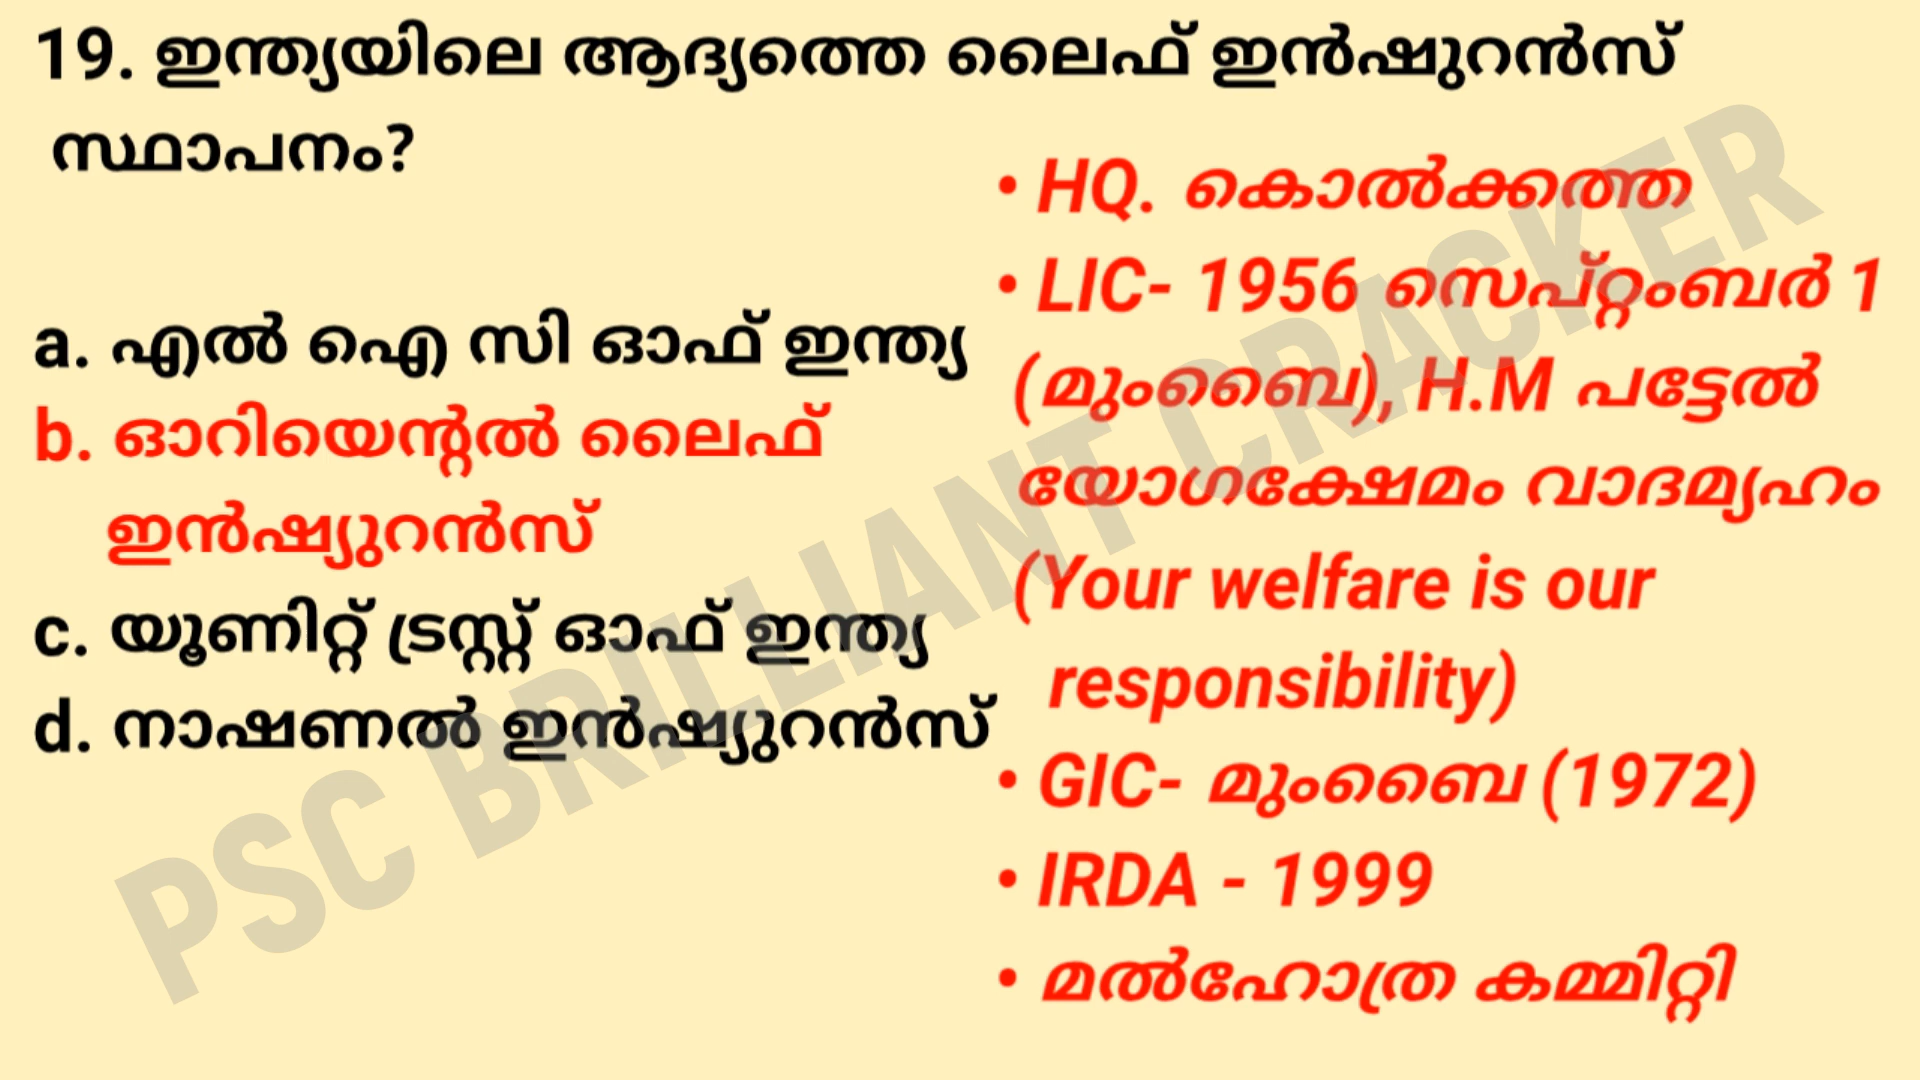 19. ഇന്ത്യയിലെ ആദ്യത്തെ ലൈഫ് ഇൻഷുറൻസ്
സ്ഥാപനം?
a. എൽ ഐ സി ഓഫ് ഇന്ത്യ
b. ഓറിയെന്റൽ ലൈഫ്
ഇൻഷ്യുറൻസ്
c. യൂണിറ്റ് ട്രസ്റ്റ് ഓഫ് ഇന്ത്യ
d. നാഷണൽ ഇൻഷ്യുറൻസ്
• HQ. കൊൽക്കത്ത
• LIC- 1956 സെപ്റ്റംബർ 1
(മുംബൈ), H.M പട്ടേൽ
യോഗക്ഷേമം വാദമ്യഹം
(Your welfare is our
responsibility)
• GIC- മുംബൈ (1972)
• IRDA - 1999
• മൽഹോത്ര കമ്മിറ്റി
PSC BRILLIANT CRACKER